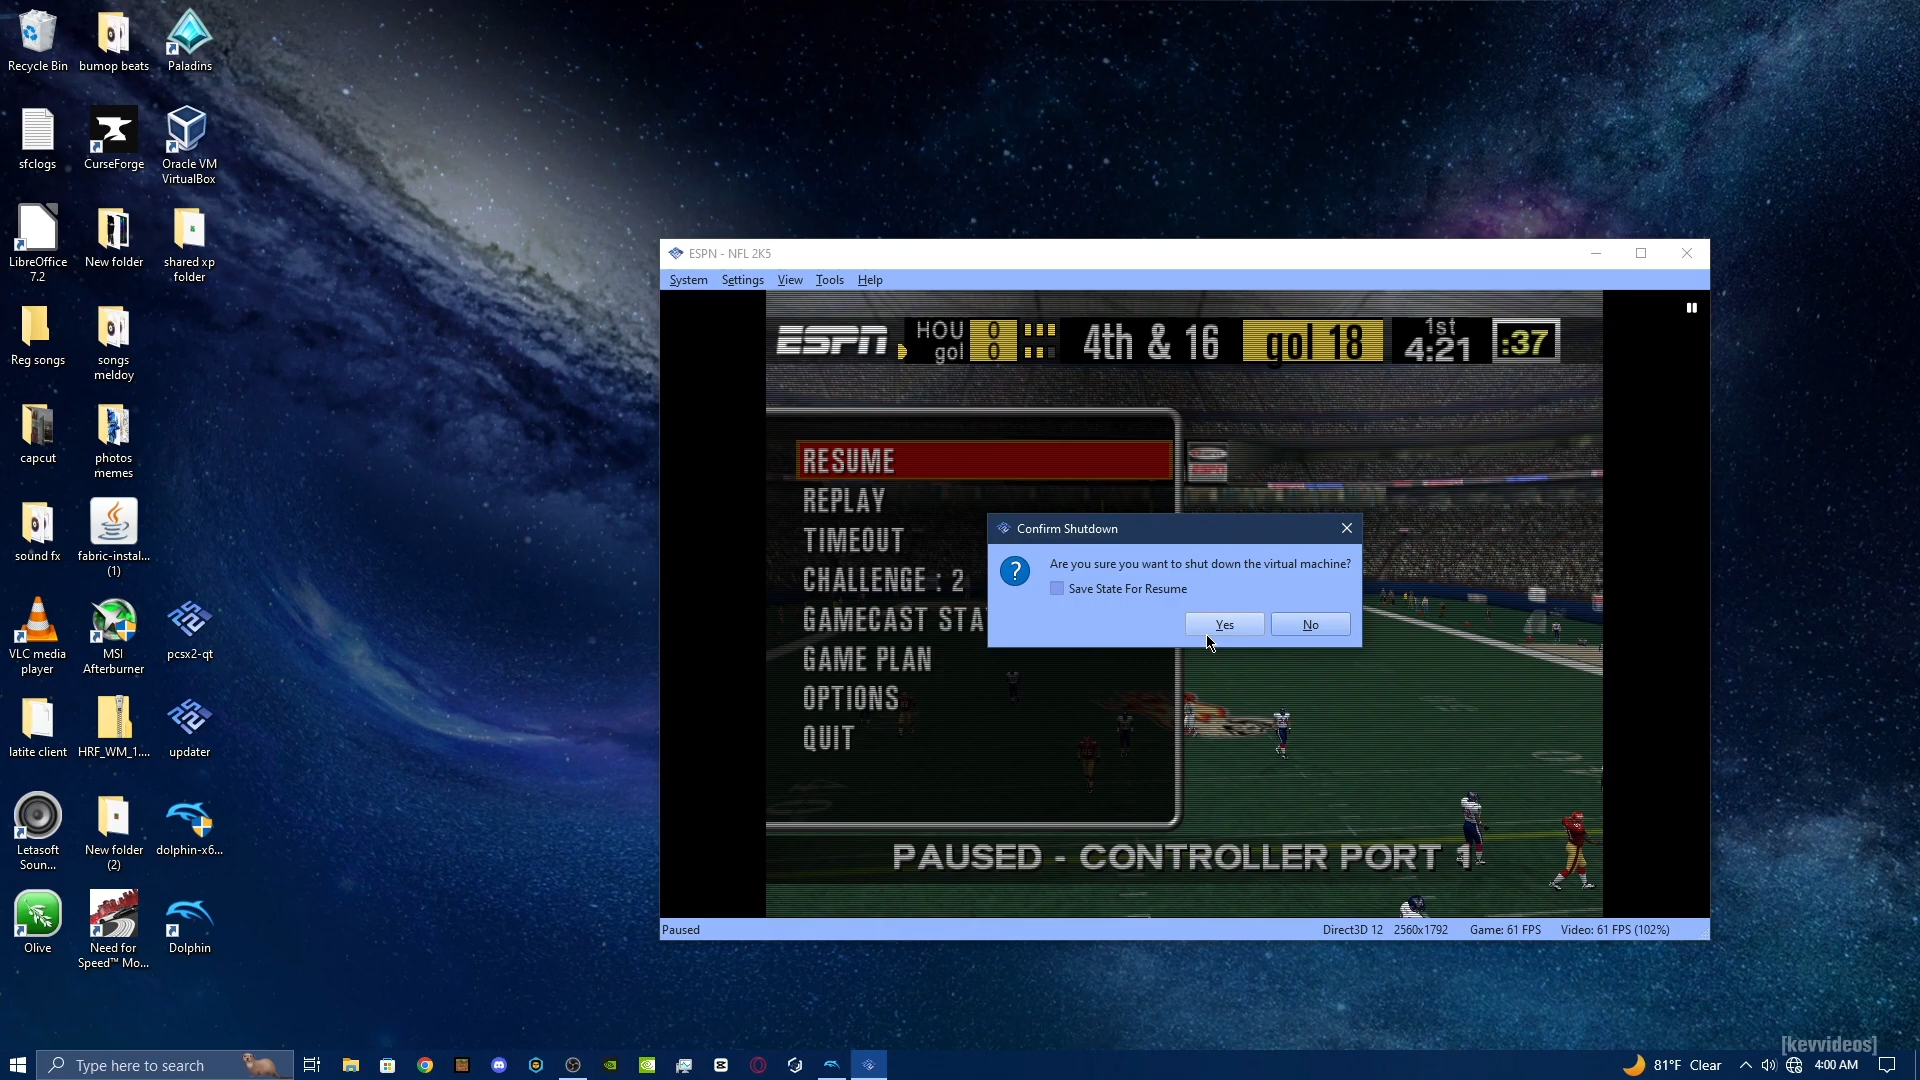 Recycle Bin
bumop beats
Paladins
sfclogs
CurseForge
Oracle VM
VirtualBox
LibreOffice
7.2
New folder
shared xp
folder
Reg songs
songs
meldoy
capcut
photos
memes
sound fx
fabric-instal...
(1)
VLC media
player
MSI
Afterburner
pcsx2-qt
latite client
HRF_WM_1....
updater
Letasoft
Soun...
New folder
(2)
dolphin-x6...
Olive
Need for
Speed™ Mo...
Dolphin
ESPN - NFL 2K5
System Settings View Tools Help
ESPN
HOU 0
gol 0
4th & 16
gol 18
1st
4:21
:37
RESUME
REPLAY
TIMEOUT
CHALLENGE : 2
GAMECAST STA
GAME PLAN
OPTIONS
QUIT
PAUSED - CONTROLLER PORT 1
Confirm Shutdown
Are you sure you want to shut down the virtual machine?
Save State For Resume
Yes No
Paused Direct3D 12 2560x1792 Game: 61 FPS Video: 61 FPS (102%)
[kevvideos]
Type here to search
81°F Clear
4:00 AM